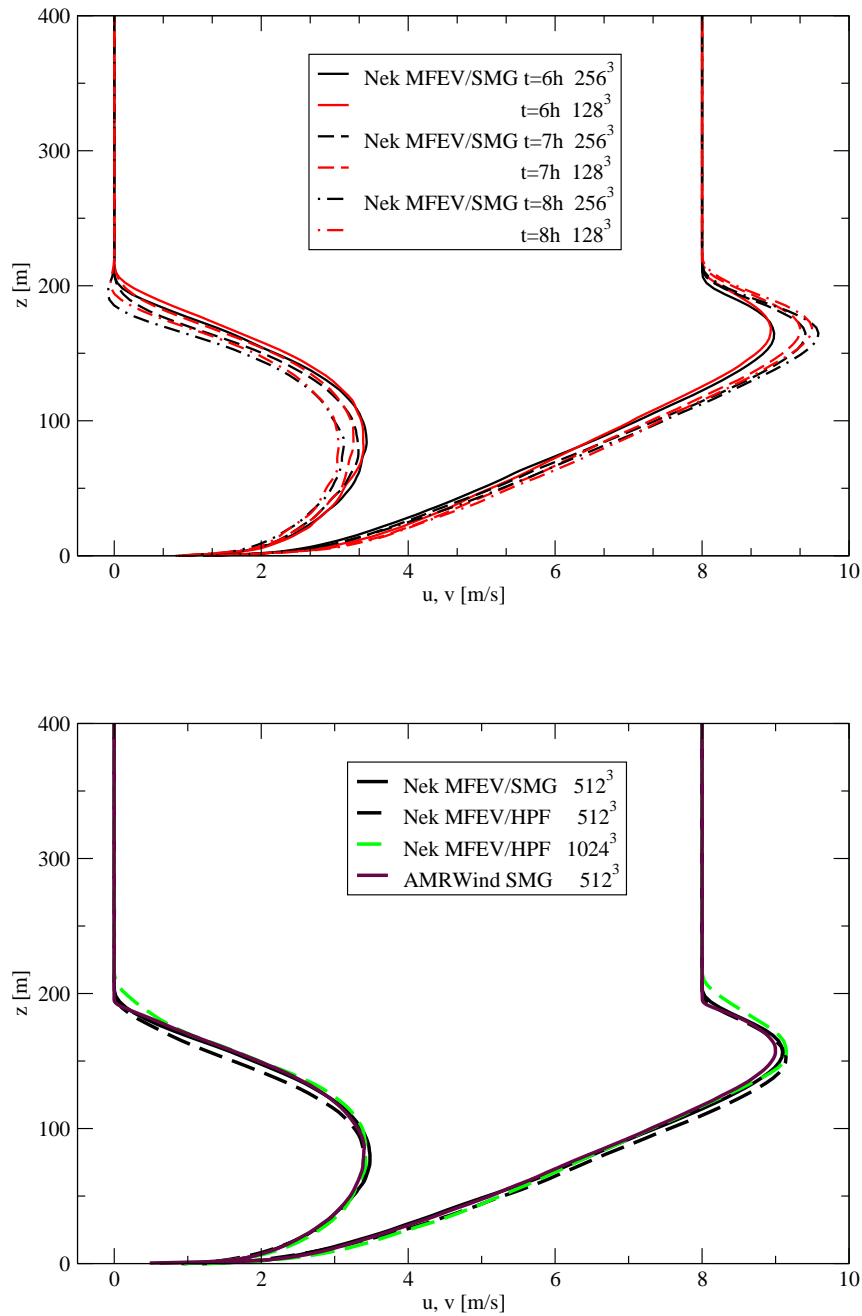 400
Nek MFEV/SMG t=6h 256³
t=6h 128³
Nek MFEV/SMG t=7h 256³
t=7h 128³
Nek MFEV/SMG t=8h 256³
t=8h 128³
300
z [m]
200
100
0
0 2 4 6 8 10
u, v [m/s]
400
Nek MFEV/SMG 512³
Nek MFEV/HPF 512³
Nek MFEV/HPF 1024³
AMRWind SMG 512³
300
z [m]
200
100
0
0 2 4 6 8 10
u, v [m/s]